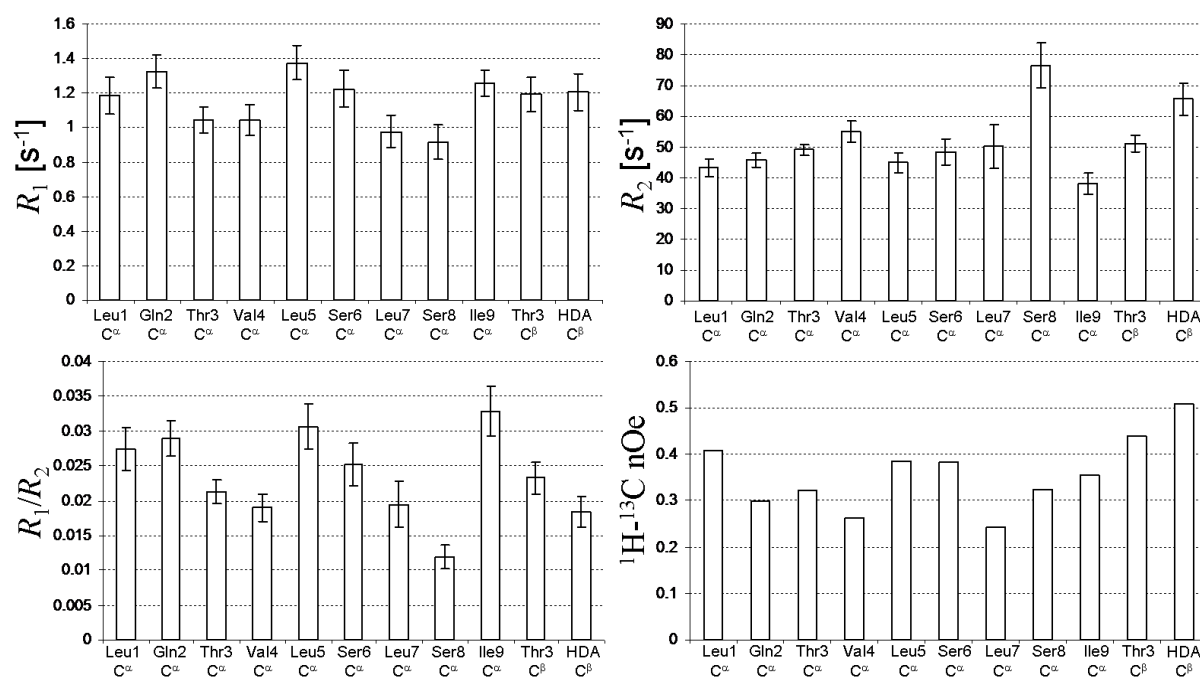 1.6
1.4
1.2
1
0.8
0.6
0.4
0.2
0
R1 [s-1]
Leu1 Gln2 Thr3 Val4 Leu5 Ser6 Leu7 Ser8 Ile9 Thr3 HDA
Cα Cα Cα Cα Cα Cα Cα Cα Cα Cβ Cβ
90
80
70
60
50
40
30
20
10
0
R2 [s-1]
Leu1 Gln2 Thr3 Val4 Leu5 Ser6 Leu7 Ser8 Ile9 Thr3 HDA
Cα Cα Cα Cα Cα Cα Cα Cα Cα Cβ Cβ
0.04
0.035
0.03
0.025
0.02
0.015
0.01
0.005
0
R1/R2
Leu1 Gln2 Thr3 Val4 Leu5 Ser6 Leu7 Ser8 Ile9 Thr3 HDA
Cα Cα Cα Cα Cα Cα Cα Cα Cα Cβ Cβ
0.6
0.5
0.4
0.3
0.2
0.1
0
1H-13C nOe
Leu1 Gln2 Thr3 Val4 Leu5 Ser6 Leu7 Ser8 Ile9 Thr3 HDA
Cα Cα Cα Cα Cα Cα Cα Cα Cα Cβ Cβ